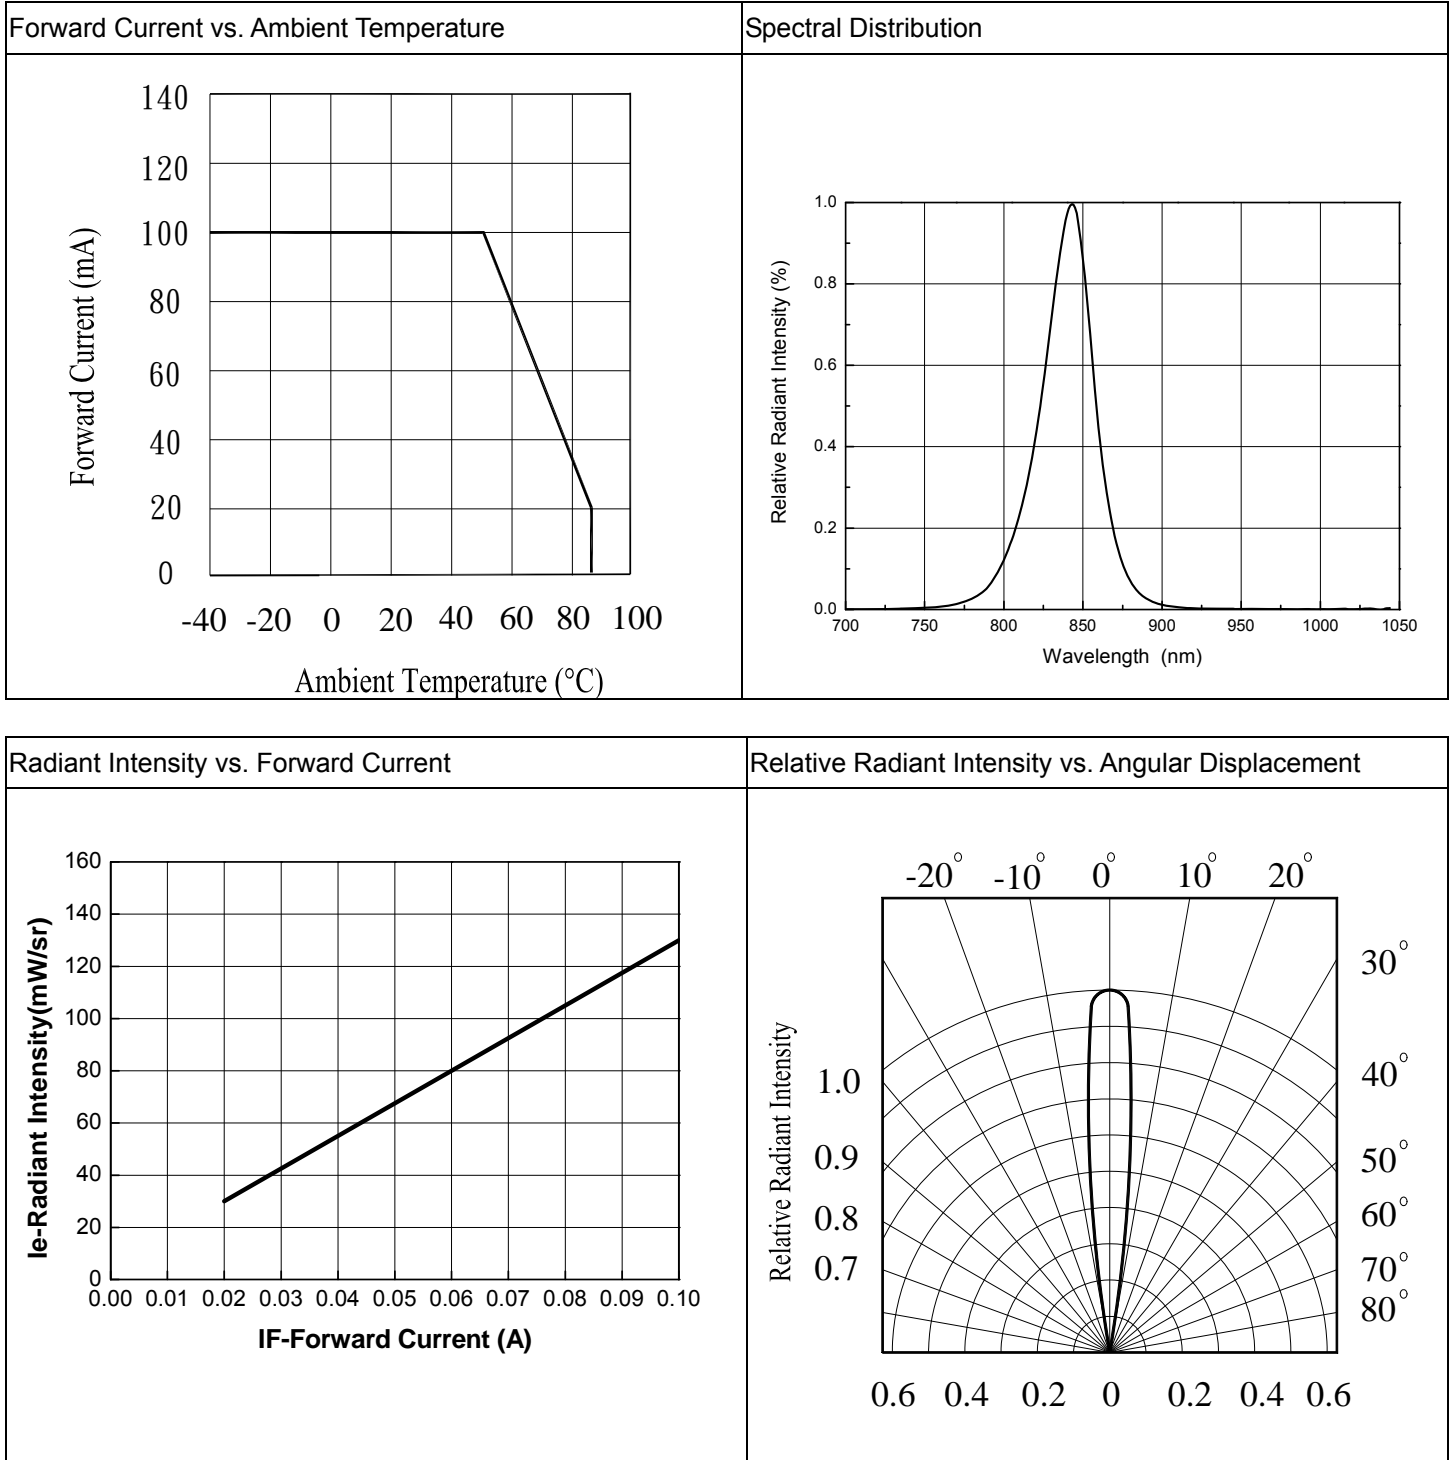 Forward Current vs. Ambient Temperature
Spectral Distribution
140
120
100
80
60
40
20
0
Forward Current (mA)
-40 -20 0 20 40 60 80 100
Ambient Temperature (°C)
1.0
0.8
0.6
0.4
0.2
0.0
Relative Radiant Intensity (%)
700 750 800 850 900 950 1000 1050
Wavelength (nm)
Radiant Intensity vs. Forward Current
Relative Radiant Intensity vs. Angular Displacement
160
140
120
100
80
60
40
20
0
Ie-Radiant Intensity(mW/sr)
0.00 0.01 0.02 0.03 0.04 0.05 0.06 0.07 0.08 0.09 0.10
IF-Forward Current (A)
-20° -10° 0° 10° 20°
30°
40°
50°
60°
70°
80°
Relative Radiant Intensity
1.0
0.9
0.8
0.7
0.6 0.4 0.2 0 0.2 0.4 0.6